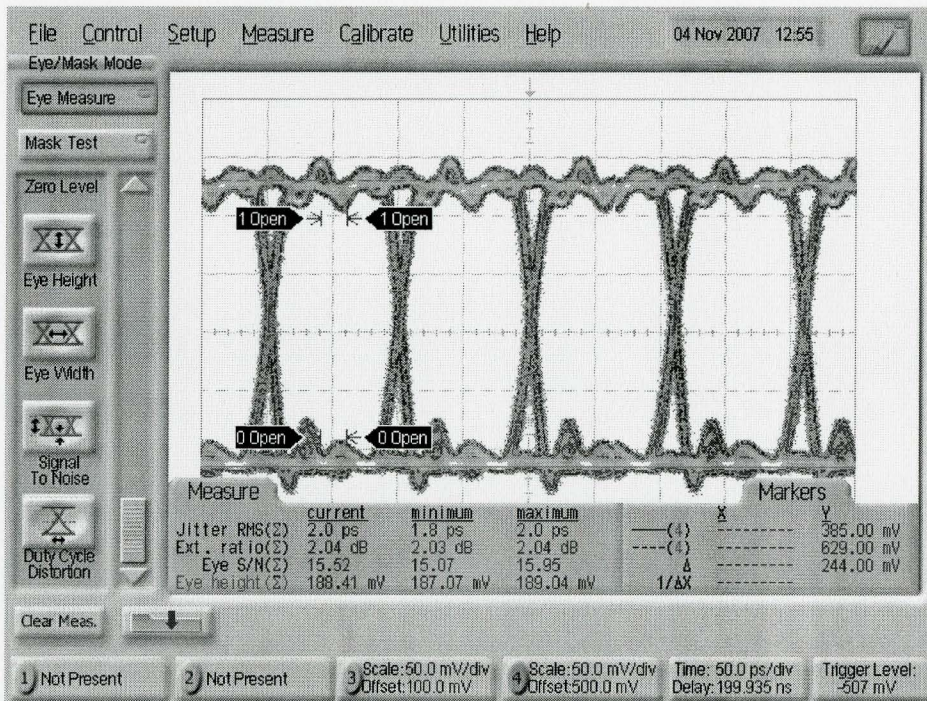 File Control Setup Measure Calibrate Utilities Help 04 Nov 2007 12:55
Eye/Mask Mode
Eye Measure
Mask Test
Zero Level
Eye Height
Eye Width
Signal
To Noise
Duty Cycle
Distortion
Clear Meas.
1 Open 1 Open
0 Open 0 Open
Measure
current minimum maximum
Jitter RMS(Σ) 2.0 ps 1.8 ps 2.0 ps
Ext. ratio(Σ) 2.04 dB 2.03 dB 2.04 dB
Eye S/N(Σ) 15.52 15.07 15.95
Eye height(Σ) 188.41 mV 187.07 mV 189.04 mV
Markers
X Y
——(4) --------- 385.00 mV
----(4) --------- 629.00 mV
Δ --------- 244.00 mV
1/ΔX ---------
1 Not Present
2 Not Present
3 Scale:50.0 mV/div
Offset:100.0 mV
4 Scale:50.0 mV/div
Offset:500.0 mV
Time: 50.0 ps/div
Delay:199.935 ns
Trigger Level:
-507 mV